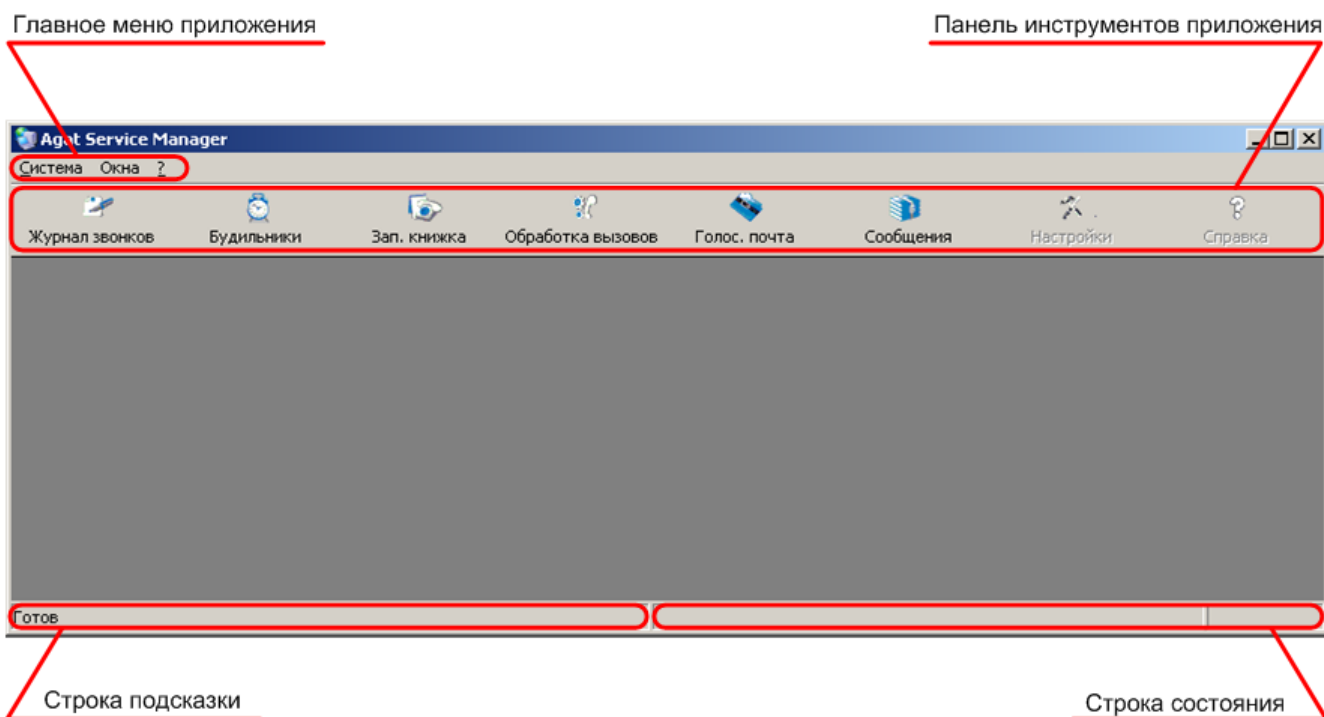 Главное меню приложения
Панель инструментов приложения
Agat Service Manager
Система Окна ?
Журнал звонков Будильники Зап. книжка Обработка вызовов Голос. почта Сообщения Настройки Справка
Готов
Строка подсказки
Строка состояния